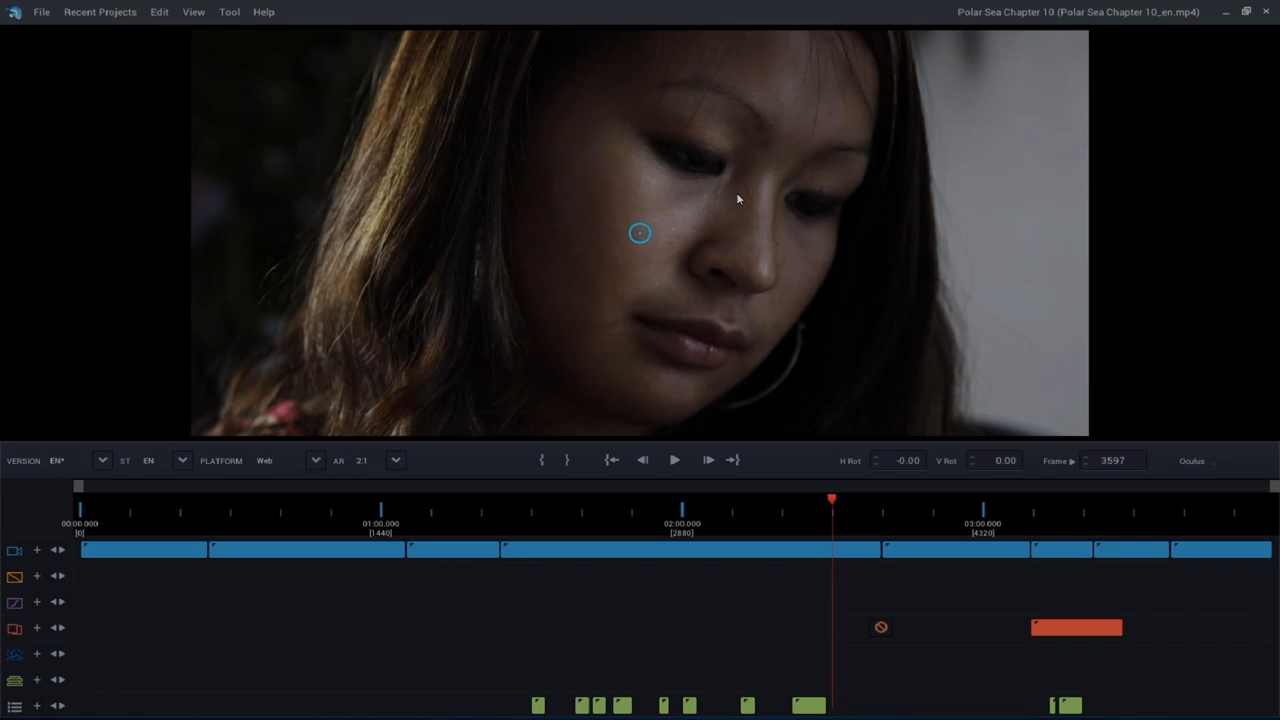 File Recent Projects Edit View Tool Help Polar Sea Chapter 10 (Polar Sea Chapter 10_en.mp4)
VERSION EN* ST EN PLATFORM Web AR 2:1 H Rot -0.00 V Rot 0.00 Frame 3597 Oculus
00:00.000 01:00.000 02:00.000 03:00.000
[0] [1440] [2880] [4320]